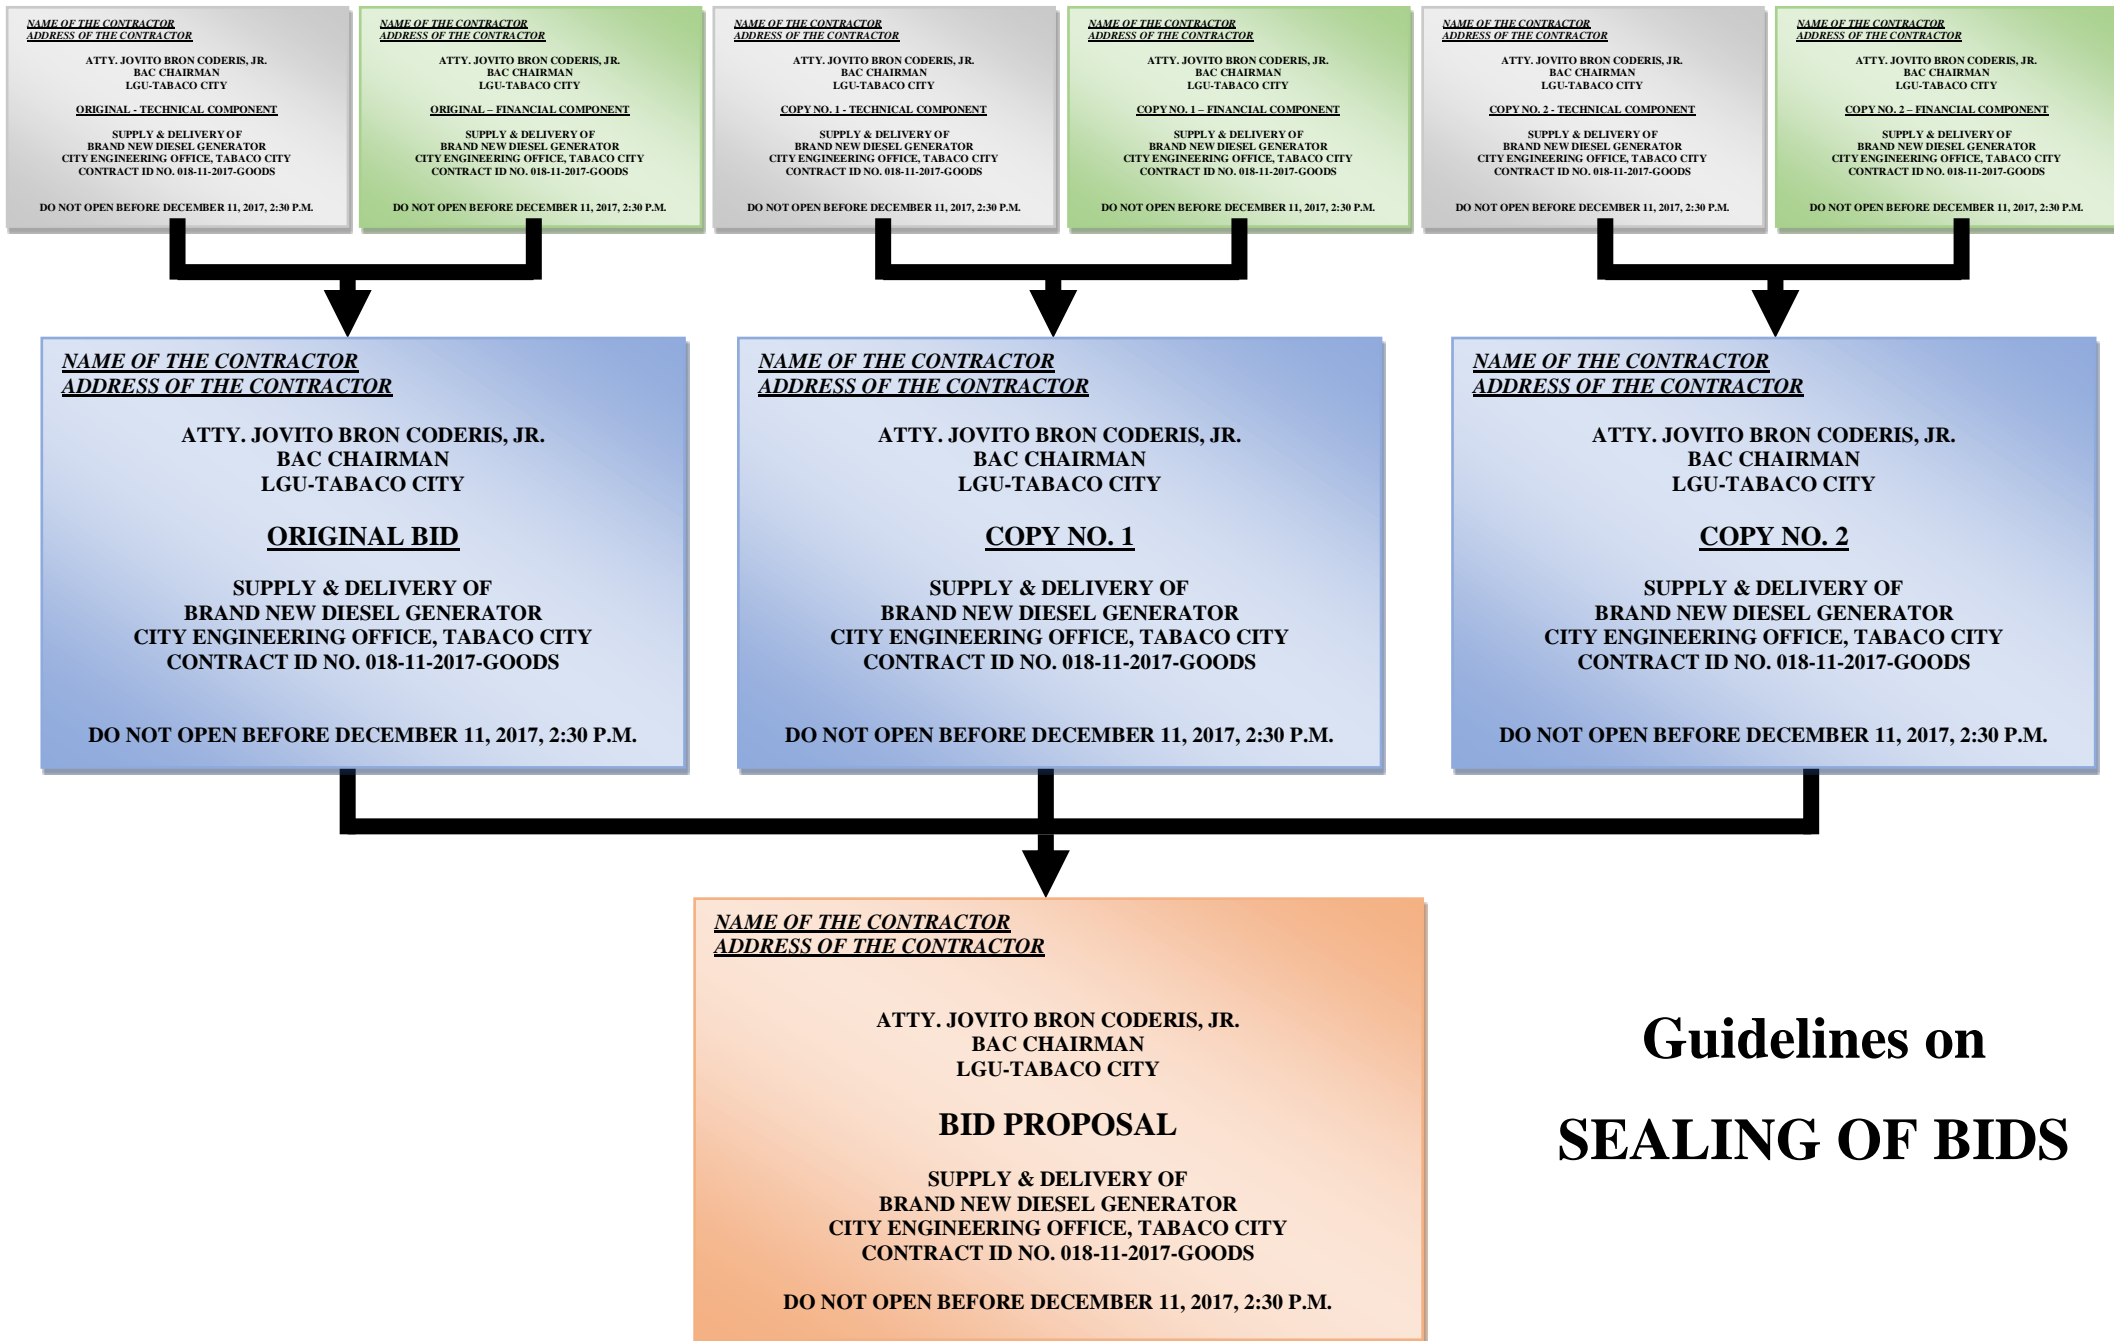 NAME OF THE CONTRACTOR
ADDRESS OF THE CONTRACTOR
ATTY. JOVITO BRON CODERIS, JR.
BAC CHAIRMAN
LGU-TABACO CITY
ORIGINAL - TECHNICAL COMPONENT
SUPPLY & DELIVERY OF
BRAND NEW DIESEL GENERATOR
CITY ENGINEERING OFFICE, TABACO CITY
CONTRACT ID NO. 018-11-2017-GOODS
DO NOT OPEN BEFORE DECEMBER 11, 2017, 2:30 P.M.
NAME OF THE CONTRACTOR
ADDRESS OF THE CONTRACTOR
ATTY. JOVITO BRON CODERIS, JR.
BAC CHAIRMAN
LGU-TABACO CITY
ORIGINAL – FINANCIAL COMPONENT
SUPPLY & DELIVERY OF
BRAND NEW DIESEL GENERATOR
CITY ENGINEERING OFFICE, TABACO CITY
CONTRACT ID NO. 018-11-2017-GOODS
DO NOT OPEN BEFORE DECEMBER 11, 2017, 2:30 P.M.
NAME OF THE CONTRACTOR
ADDRESS OF THE CONTRACTOR
ATTY. JOVITO BRON CODERIS, JR.
BAC CHAIRMAN
LGU-TABACO CITY
COPY NO. 1 - TECHNICAL COMPONENT
SUPPLY & DELIVERY OF
BRAND NEW DIESEL GENERATOR
CITY ENGINEERING OFFICE, TABACO CITY
CONTRACT ID NO. 018-11-2017-GOODS
DO NOT OPEN BEFORE DECEMBER 11, 2017, 2:30 P.M.
NAME OF THE CONTRACTOR
ADDRESS OF THE CONTRACTOR
ATTY. JOVITO BRON CODERIS, JR.
BAC CHAIRMAN
LGU-TABACO CITY
COPY NO. 1 – FINANCIAL COMPONENT
SUPPLY & DELIVERY OF
BRAND NEW DIESEL GENERATOR
CITY ENGINEERING OFFICE, TABACO CITY
CONTRACT ID NO. 018-11-2017-GOODS
DO NOT OPEN BEFORE DECEMBER 11, 2017, 2:30 P.M.
NAME OF THE CONTRACTOR
ADDRESS OF THE CONTRACTOR
ATTY. JOVITO BRON CODERIS, JR.
BAC CHAIRMAN
LGU-TABACO CITY
COPY NO. 2 - TECHNICAL COMPONENT
SUPPLY & DELIVERY OF
BRAND NEW DIESEL GENERATOR
CITY ENGINEERING OFFICE, TABACO CITY
CONTRACT ID NO. 018-11-2017-GOODS
DO NOT OPEN BEFORE DECEMBER 11, 2017, 2:30 P.M.
NAME OF THE CONTRACTOR
ADDRESS OF THE CONTRACTOR
ATTY. JOVITO BRON CODERIS, JR.
BAC CHAIRMAN
LGU-TABACO CITY
COPY NO. 2 – FINANCIAL COMPONENT
SUPPLY & DELIVERY OF
BRAND NEW DIESEL GENERATOR
CITY ENGINEERING OFFICE, TABACO CITY
CONTRACT ID NO. 018-11-2017-GOODS
DO NOT OPEN BEFORE DECEMBER 11, 2017, 2:30 P.M.
NAME OF THE CONTRACTOR
ADDRESS OF THE CONTRACTOR
ATTY. JOVITO BRON CODERIS, JR.
BAC CHAIRMAN
LGU-TABACO CITY
ORIGINAL BID
SUPPLY & DELIVERY OF
BRAND NEW DIESEL GENERATOR
CITY ENGINEERING OFFICE, TABACO CITY
CONTRACT ID NO. 018-11-2017-GOODS
DO NOT OPEN BEFORE DECEMBER 11, 2017, 2:30 P.M.
NAME OF THE CONTRACTOR
ADDRESS OF THE CONTRACTOR
ATTY. JOVITO BRON CODERIS, JR.
BAC CHAIRMAN
LGU-TABACO CITY
COPY NO. 1
SUPPLY & DELIVERY OF
BRAND NEW DIESEL GENERATOR
CITY ENGINEERING OFFICE, TABACO CITY
CONTRACT ID NO. 018-11-2017-GOODS
DO NOT OPEN BEFORE DECEMBER 11, 2017, 2:30 P.M.
NAME OF THE CONTRACTOR
ADDRESS OF THE CONTRACTOR
ATTY. JOVITO BRON CODERIS, JR.
BAC CHAIRMAN
LGU-TABACO CITY
COPY NO. 2
SUPPLY & DELIVERY OF
BRAND NEW DIESEL GENERATOR
CITY ENGINEERING OFFICE, TABACO CITY
CONTRACT ID NO. 018-11-2017-GOODS
DO NOT OPEN BEFORE DECEMBER 11, 2017, 2:30 P.M.
NAME OF THE CONTRACTOR
ADDRESS OF THE CONTRACTOR
ATTY. JOVITO BRON CODERIS, JR.
BAC CHAIRMAN
LGU-TABACO CITY
BID PROPOSAL
SUPPLY & DELIVERY OF
BRAND NEW DIESEL GENERATOR
CITY ENGINEERING OFFICE, TABACO CITY
CONTRACT ID NO. 018-11-2017-GOODS
DO NOT OPEN BEFORE DECEMBER 11, 2017, 2:30 P.M.
Guidelines on
SEALING OF BIDS